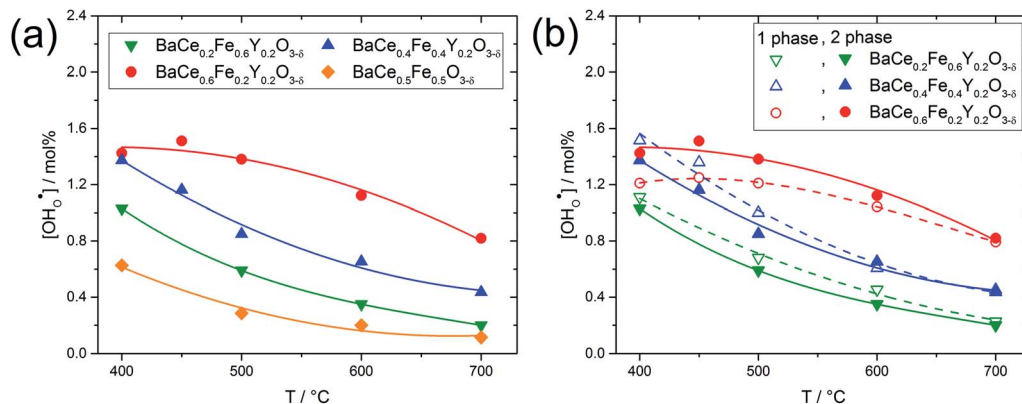 (a)
2.4
2.0
1.6
1.2
0.8
0.4
0.0
[OH_O^•] / mol%
BaCe0.2Fe0.6Y0.2O3-δ
BaCe0.4Fe0.4Y0.2O3-δ
BaCe0.6Fe0.2Y0.2O3-δ
BaCe0.5Fe0.5O3-δ
400 500 600 700
T / °C
(b)
2.4
2.0
1.6
1.2
0.8
0.4
0.0
[OH_O^•] / mol%
1 phase , 2 phase
, BaCe0.2Fe0.6Y0.2O3-δ
, BaCe0.4Fe0.4Y0.2O3-δ
, BaCe0.6Fe0.2Y0.2O3-δ
400 500 600 700
T / °C